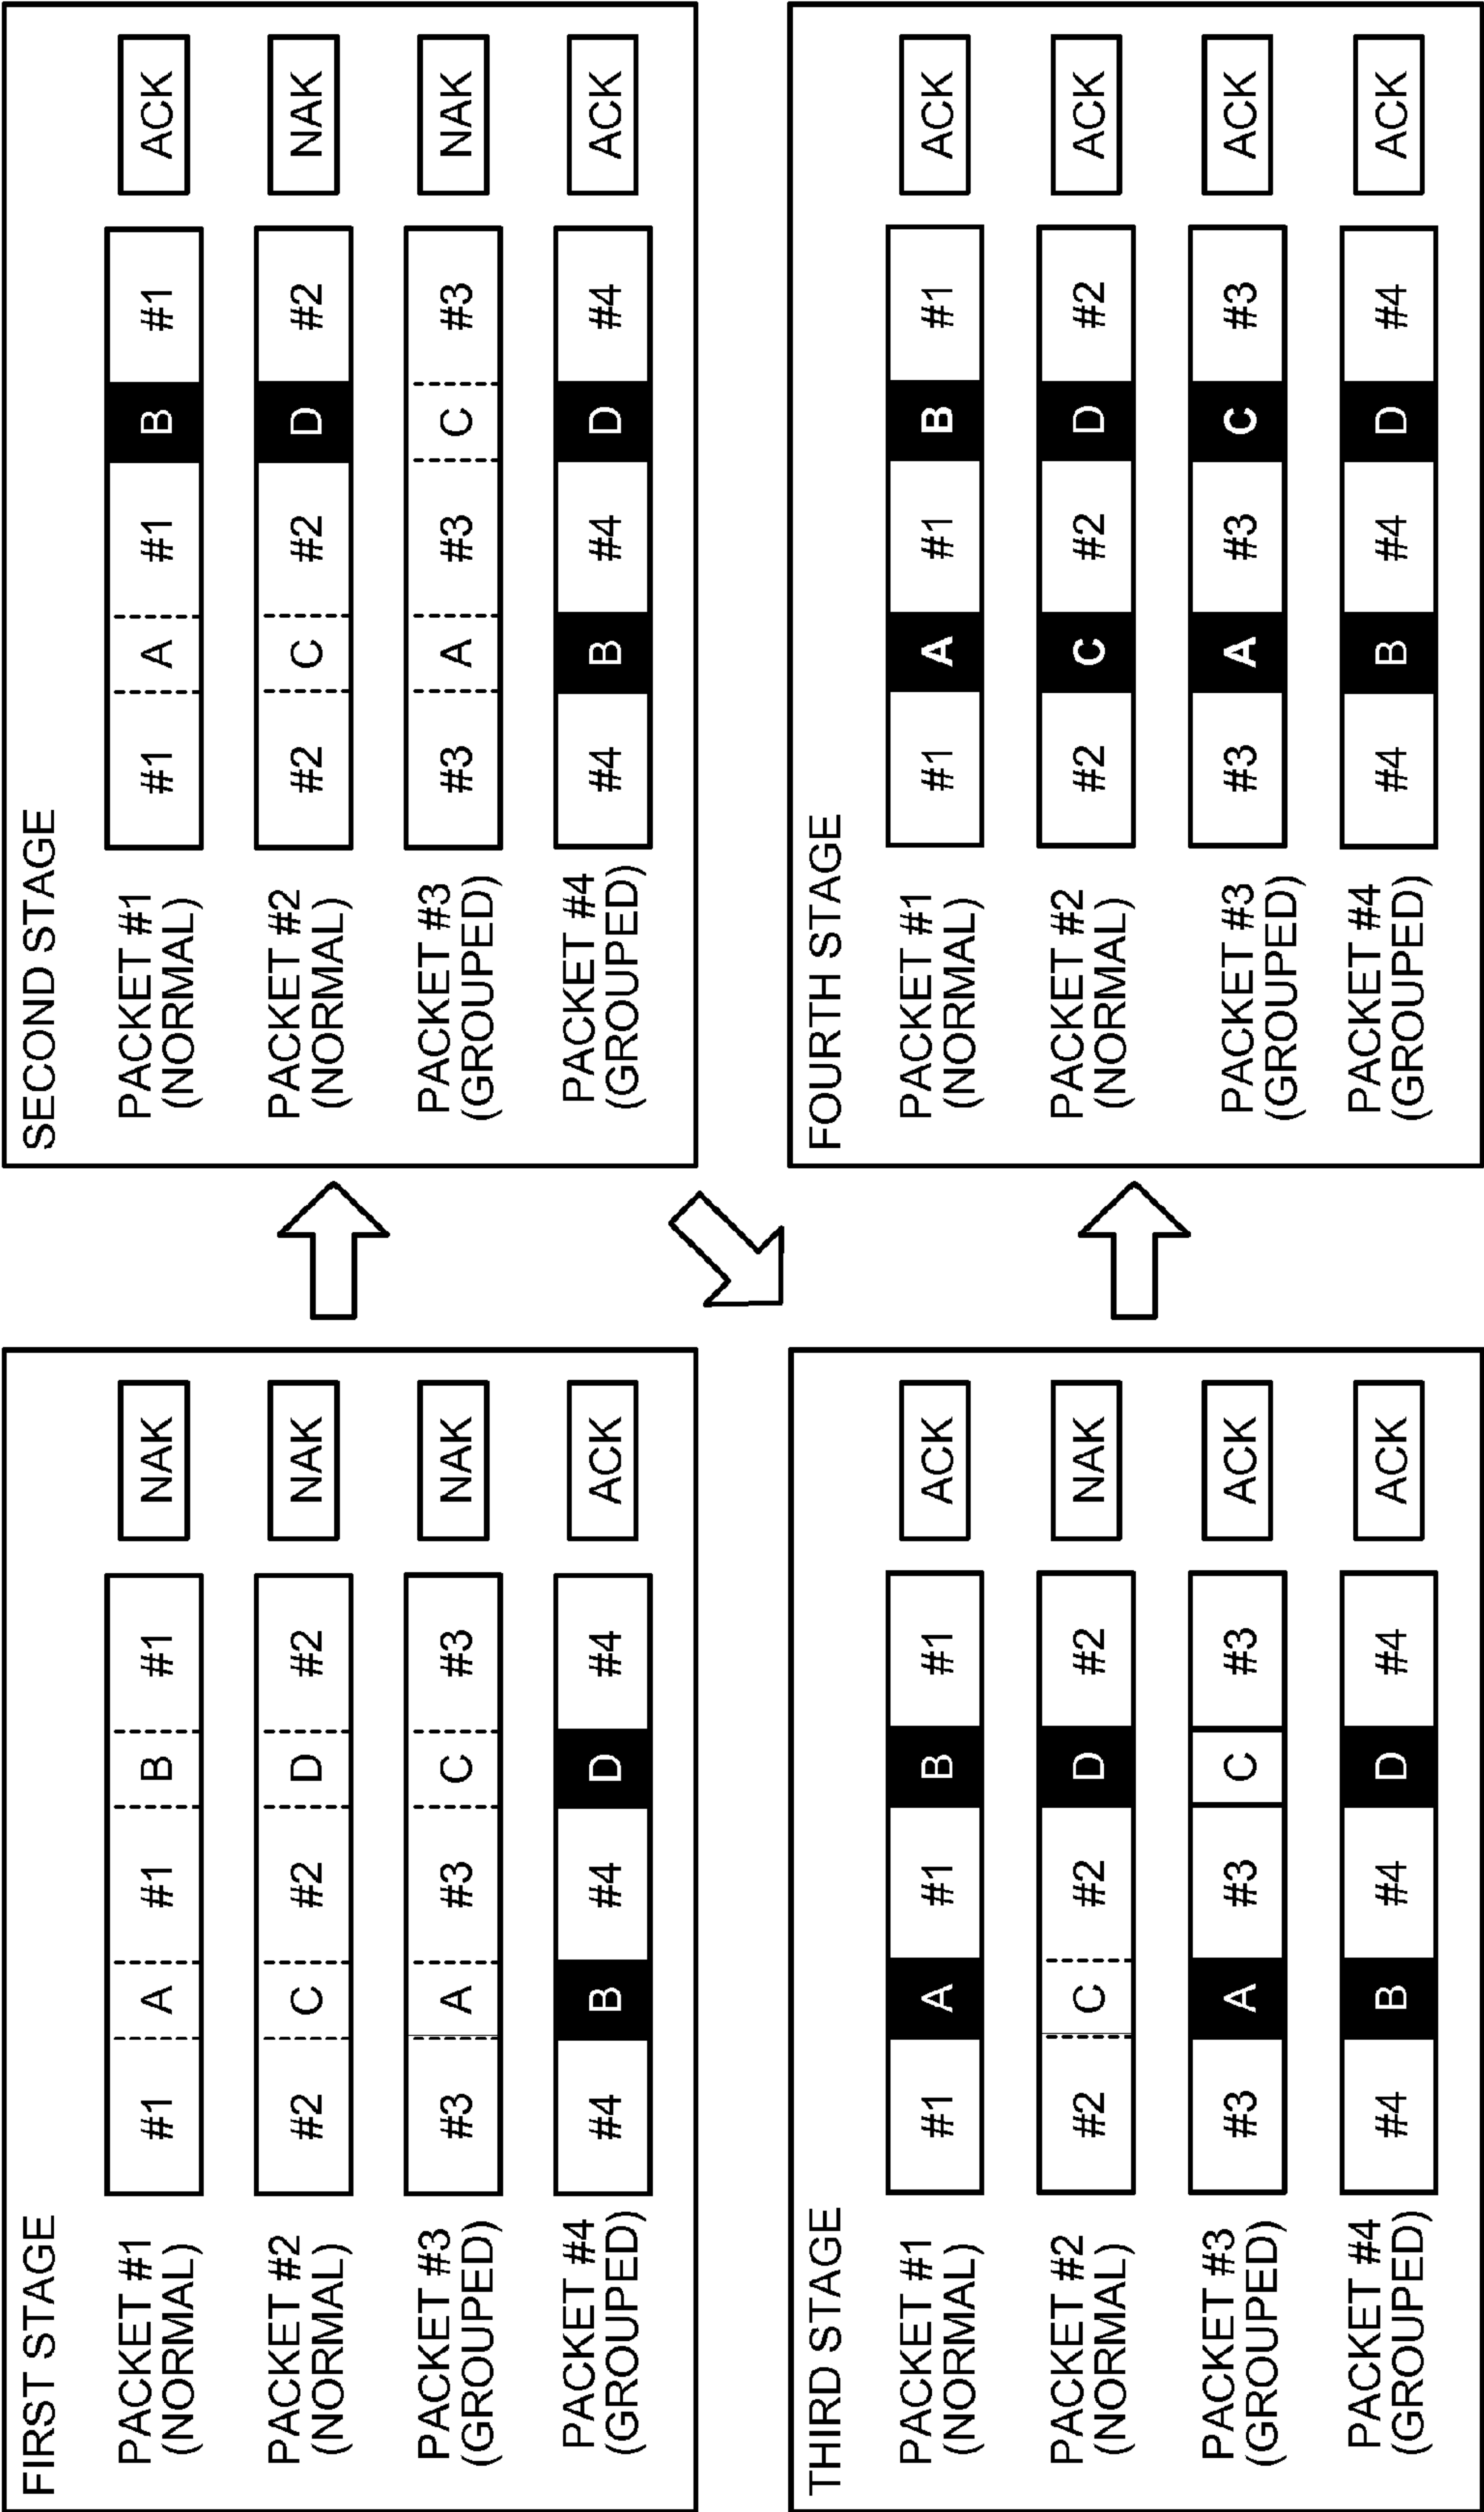 FIRST STAGE
PACKET #1
(NORMAL)
#1 A #1 B #1
NAK
PACKET #2
(NORMAL)
#2 C #2 D #2
NAK
PACKET #3
(GROUPED)
#3 A #3 C #3
NAK
PACKET #4
(GROUPED)
#4 B #4 D #4
ACK
SECOND STAGE
PACKET #1
(NORMAL)
#1 A #1 B #1
ACK
PACKET #2
(NORMAL)
#2 C #2 D #2
NAK
PACKET #3
(GROUPED)
#3 A #3 C #3
NAK
PACKET #4
(GROUPED)
#4 B #4 D #4
ACK
THIRD STAGE
PACKET #1
(NORMAL)
#1 A #1 B #1
ACK
PACKET #2
(NORMAL)
#2 C #2 D #2
NAK
PACKET #3
(GROUPED)
#3 A #3 C #3
ACK
PACKET #4
(GROUPED)
#4 B #4 D #4
ACK
FOURTH STAGE
PACKET #1
(NORMAL)
#1 A #1 B #1
ACK
PACKET #2
(NORMAL)
#2 C #2 D #2
ACK
PACKET #3
(GROUPED)
#3 A #3 C #3
ACK
PACKET #4
(GROUPED)
#4 B #4 D #4
ACK